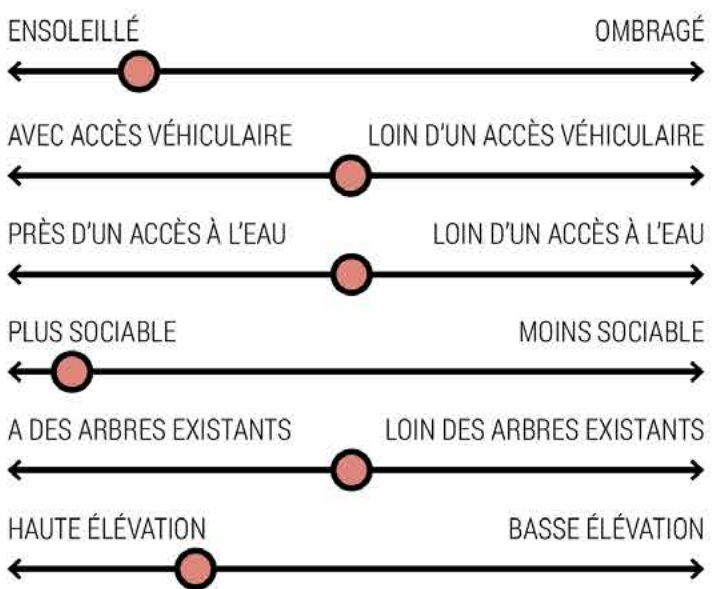 ENSOLEILLÉ OMBRAGÉ
AVEC ACCÈS VÉHICULAIRE LOIN D'UN ACCÈS VÉHICULAIRE
PRÈS D'UN ACCÈS À L'EAU LOIN D'UN ACCÈS À L'EAU
PLUS SOCIABLE MOINS SOCIABLE
A DES ARBRES EXISTANTS LOIN DES ARBRES EXISTANTS
HAUTE ÉLÉVATION BASSE ÉLÉVATION